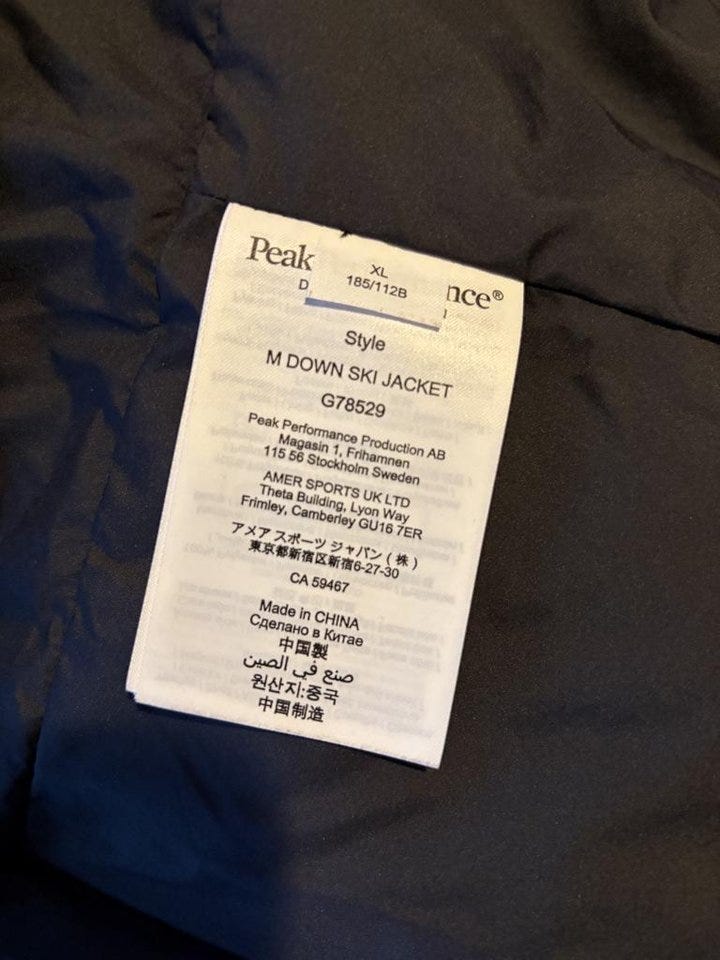 Peak nce®
XL
185/112B
D
Style
M DOWN SKI JACKET
G78529
Peak Performance Production AB
Magasin 1, Frihamnen
115 56 Stockholm Sweden
AMER SPORTS UK LTD
Theta Building, Lyon Way
Frimley, Camberley GU16 7ER
アメア スポーツ ジャパン ( 株 )
東京都新宿区新宿6-27-30
CA 59467
Made in CHINA
Сделано в Китае
中国製
صنع في الصين
원산지:중국
中国制造